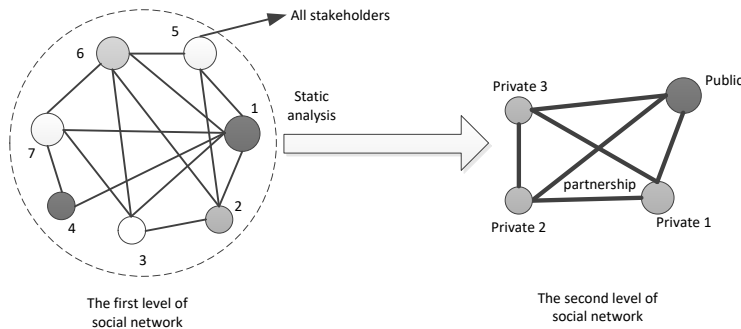 All stakeholders
5
6
1
7
4
2
3
Static
analysis
Private 3
Public
partnership
Private 2
Private 1
The first level of
social network
The second level of
social network